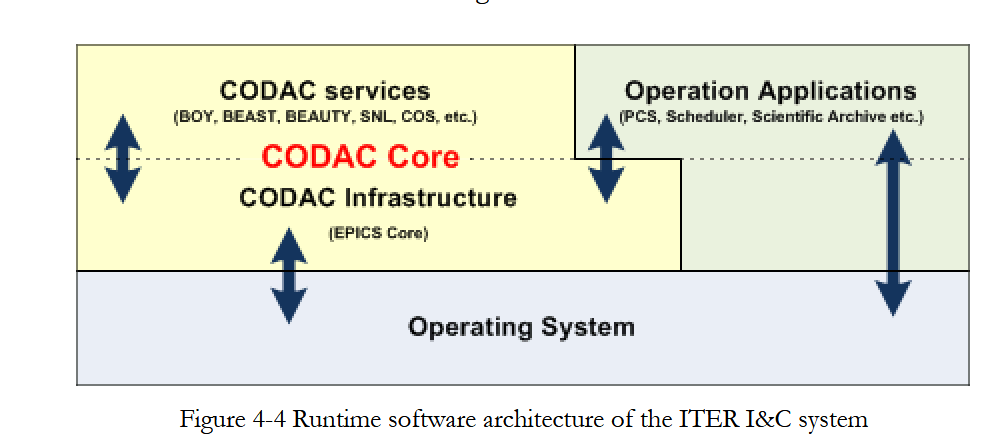 CODAC services
(BOY, BEAST, BEAUTY, SNL, COS, etc.)
Operation Applications
(PCS, Scheduler, Scientific Archive etc.)
CODAC Core
CODAC Infrastructure
(EPICS Core)
Operating System
Figure 4-4 Runtime software architecture of the ITER I&C system